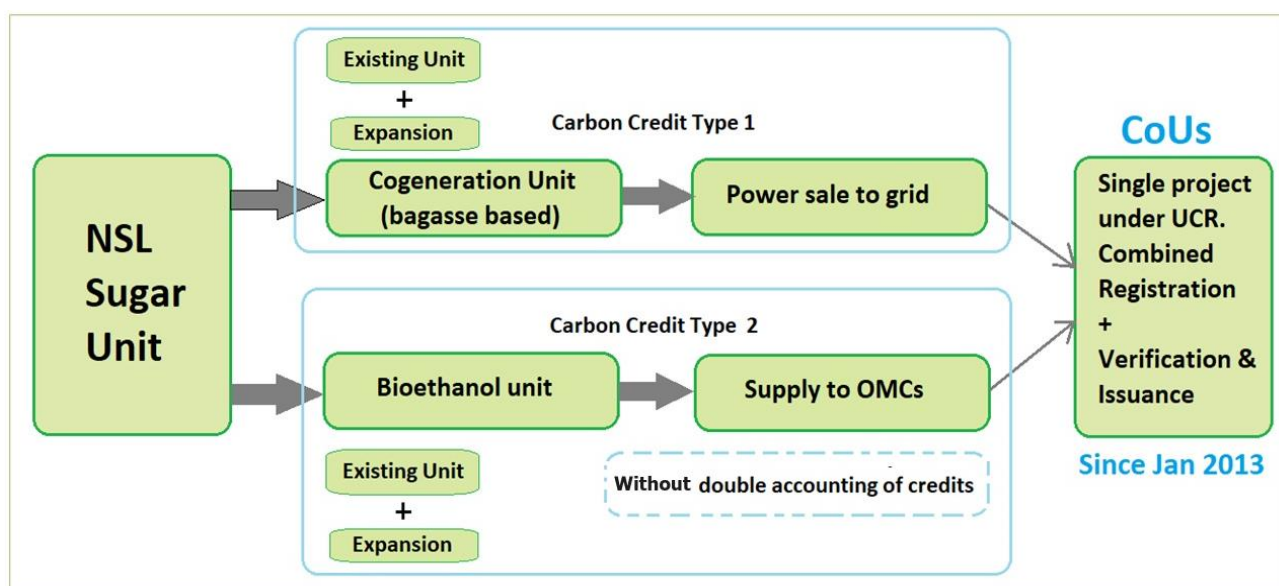 NSL
Sugar
Unit
Existing Unit
+
Expansion
Carbon Credit Type 1
Cogeneration Unit
(bagasse based)
Power sale to grid
Carbon Credit Type 2
Bioethanol unit
Supply to OMCs
Existing Unit
+
Expansion
Without double accounting of credits
CoUs
Single project
under UCR.
Combined
Registration
+
Verification &
Issuance
Since Jan 2013